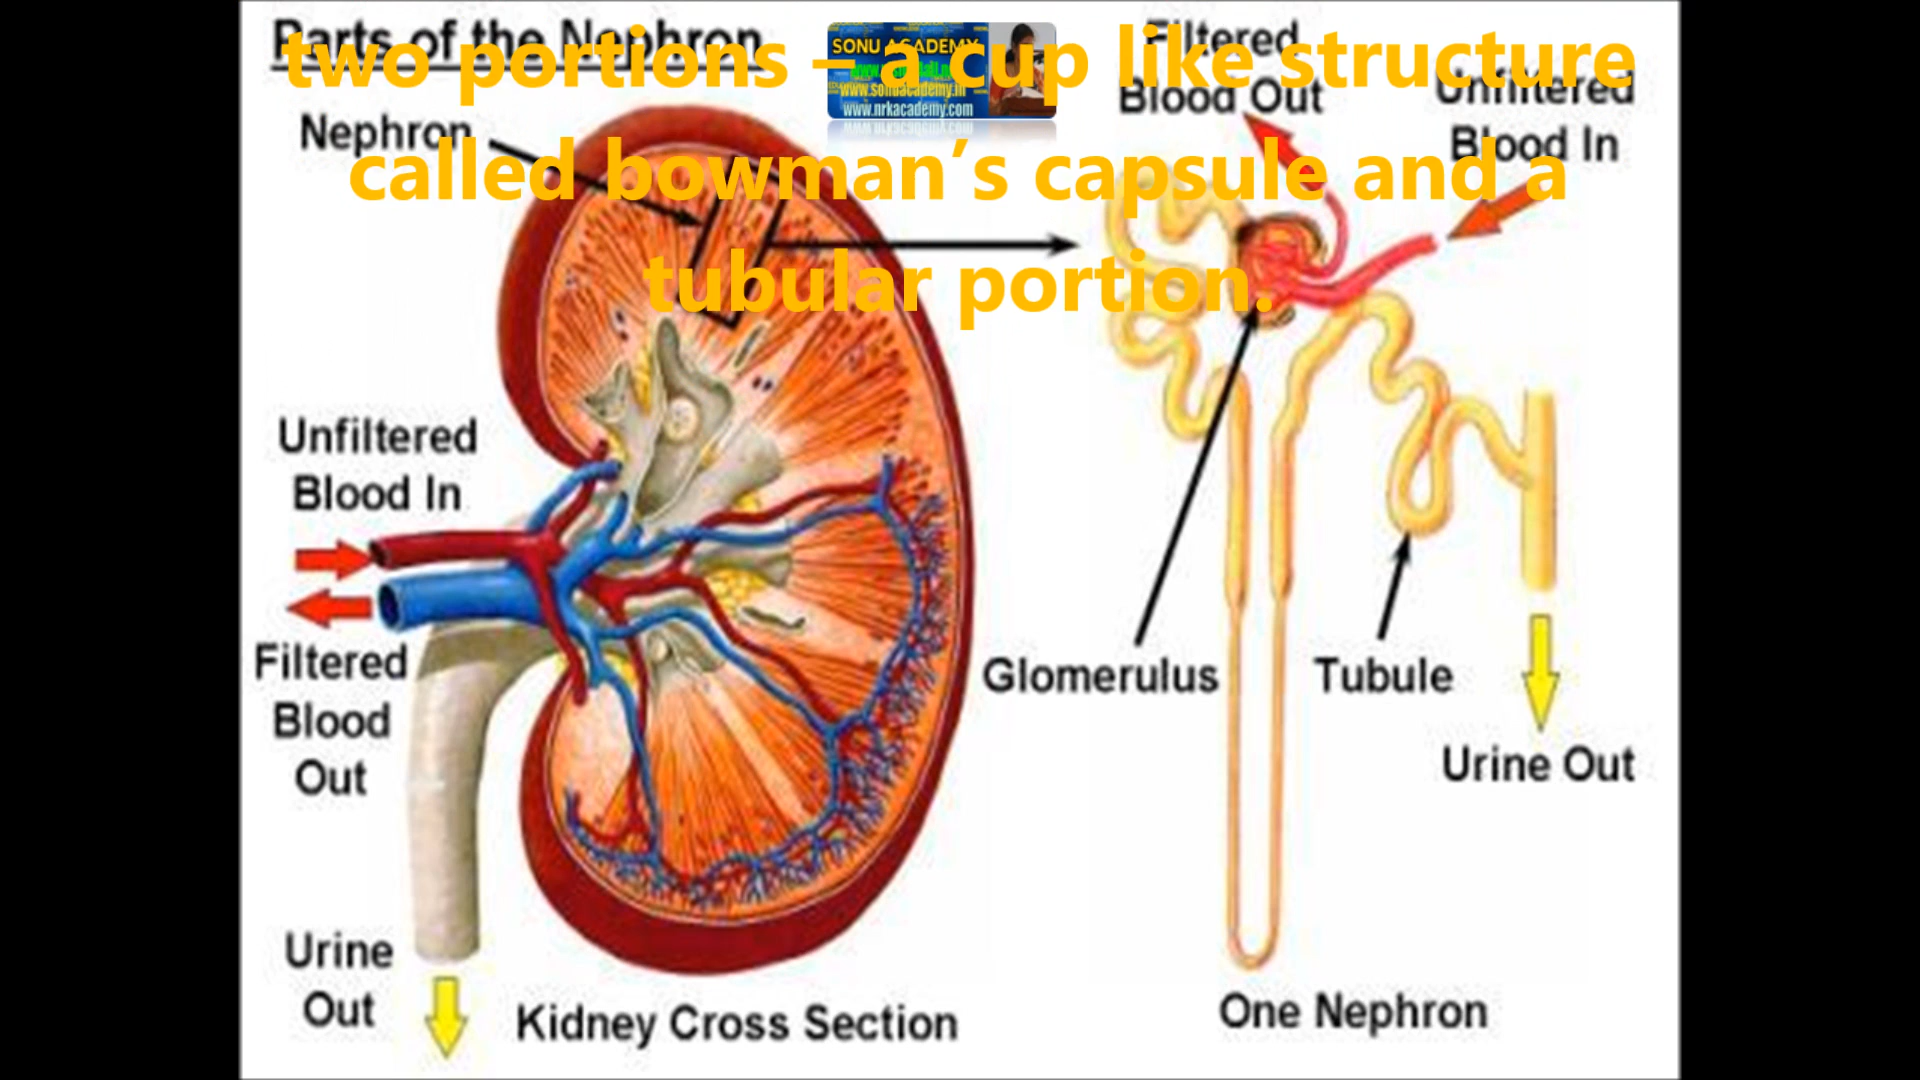 Parts of the Nephron
two portions – a cup like structure
called bowman’s capsule and a
tubular portion.
SONU ACADEMY
www.sonuacademy.in
www.nrkacademy.com
Filtered
Blood Out
Unfiltered
Blood In
Nephron
Unfiltered
Blood In
Filtered
Blood
Out
Urine
Out
Kidney Cross Section
Glomerulus
Tubule
Urine Out
One Nephron